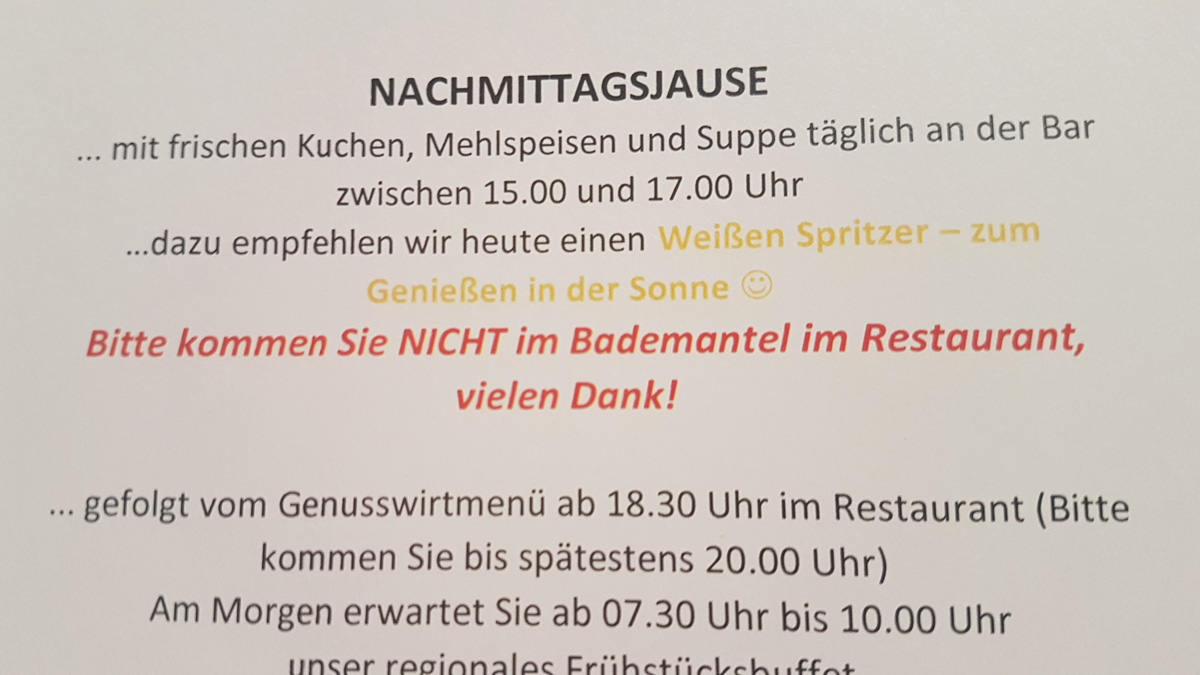 NACHMITTAGSJAUSE
... mit frischen Kuchen, Mehlspeisen und Suppe täglich an der Bar
zwischen 15.00 und 17.00 Uhr
...dazu empfehlen wir heute einen Weißen Spritzer – zum
Genießen in der Sonne ☺
Bitte kommen Sie NICHT im Bademantel im Restaurant,
vielen Dank!
... gefolgt vom Genusswirtmenü ab 18.30 Uhr im Restaurant (Bitte
kommen Sie bis spätestens 20.00 Uhr)
Am Morgen erwartet Sie ab 07.30 Uhr bis 10.00 Uhr
unser regionales Frühstücksbuffet